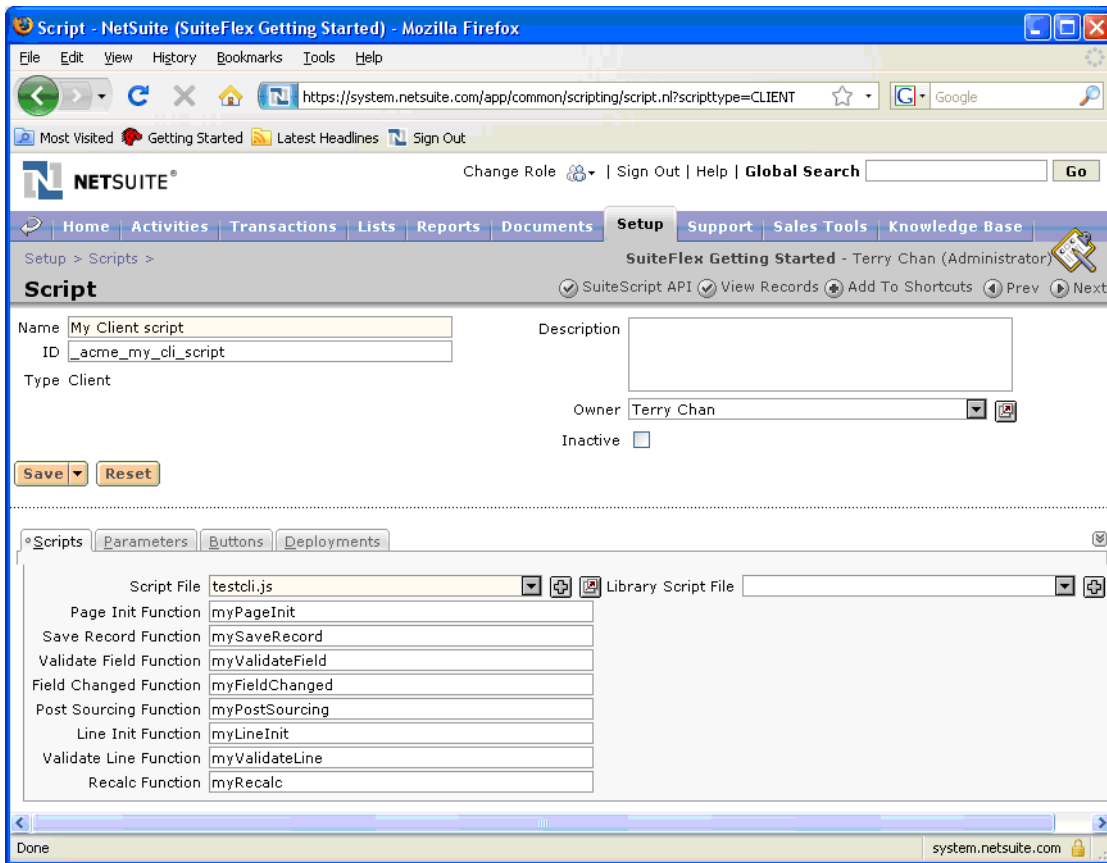 Script - NetSuite (SuiteFlex Getting Started) - Mozilla Firefox
File Edit View History Bookmarks Tools Help
https://system.netsuite.com/app/common/scripting/script.nl?scripttype=CLIENT G Google
Most Visited Getting Started Latest Headlines Sign Out
NETSUITE® Change Role | Sign Out | Help | Global Search Go
Home Activities Transactions Lists Reports Documents Setup Support Sales Tools Knowledge Base
Setup > Scripts > SuiteFlex Getting Started - Terry Chan (Administrator)
Script SuiteScript API View Records Add To Shortcuts Prev Next
Name My Client script Description
ID _acme_my_cli_script
Type Client
Owner Terry Chan
Inactive
Save Reset
Scripts Parameters Buttons Deployments
Script File testcli.js Library Script File
Page Init Function myPageInit
Save Record Function mySaveRecord
Validate Field Function myValidateField
Field Changed Function myFieldChanged
Post Sourcing Function myPostSourcing
Line Init Function myLineInit
Validate Line Function myValidateLine
Recalc Function myRecalc
Done system.netsuite.com